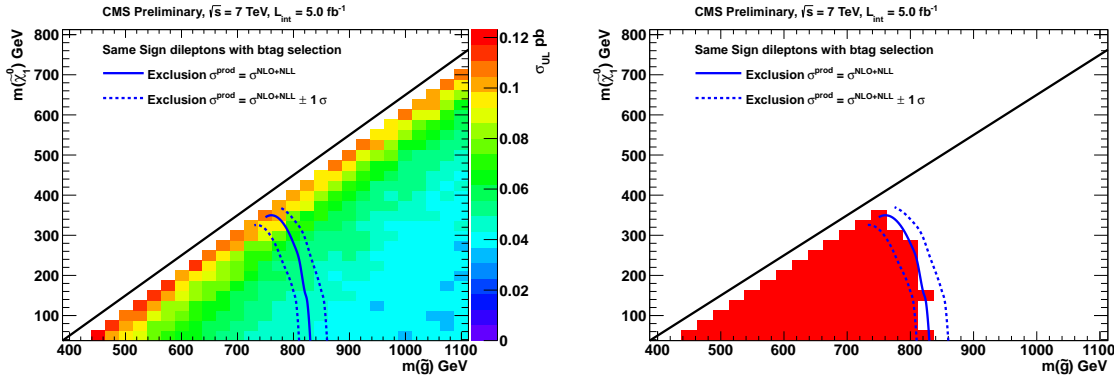 CMS Preliminary, √s = 7 TeV, L_int = 5.0 fb⁻¹
m(χ̃₁⁰) GeV
800
700
600
500
400
300
200
100
Same Sign dileptons with btag selection
Exclusion σ^prod = σ^NLO+NLL
Exclusion σ^prod = σ^NLO+NLL ± 1 σ
400 500 600 700 800 900 1000 1100
m(g̃) GeV
σ_UL pb
0.12
0.1
0.08
0.06
0.04
0.02
0
CMS Preliminary, √s = 7 TeV, L_int = 5.0 fb⁻¹
m(χ̃₁⁰) GeV
800
700
600
500
400
300
200
100
Same Sign dileptons with btag selection
Exclusion σ^prod = σ^NLO+NLL
Exclusion σ^prod = σ^NLO+NLL ± 1 σ
400 500 600 700 800 900 1000 1100
m(g̃) GeV